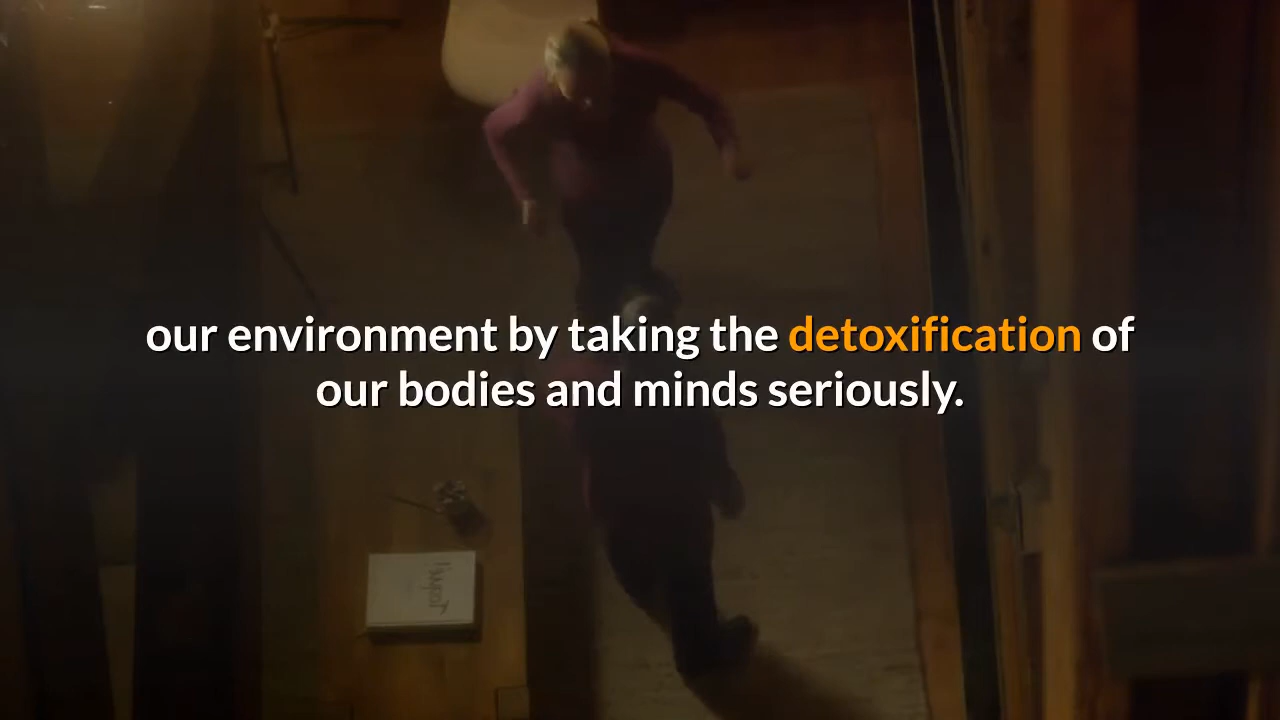 our environment by taking the detoxification of
our bodies and minds seriously.